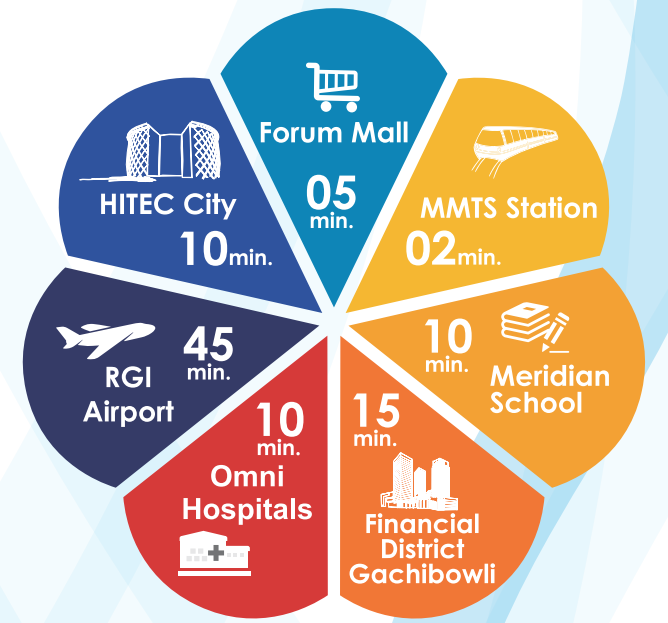 Forum Mall
05
min.
MMTS Station
02min.
10
min.
Meridian
School
15
min.
Financial
District
Gachibowli
10
min.
Omni
Hospitals
45
min.
RGI
Airport
HITEC City
10min.